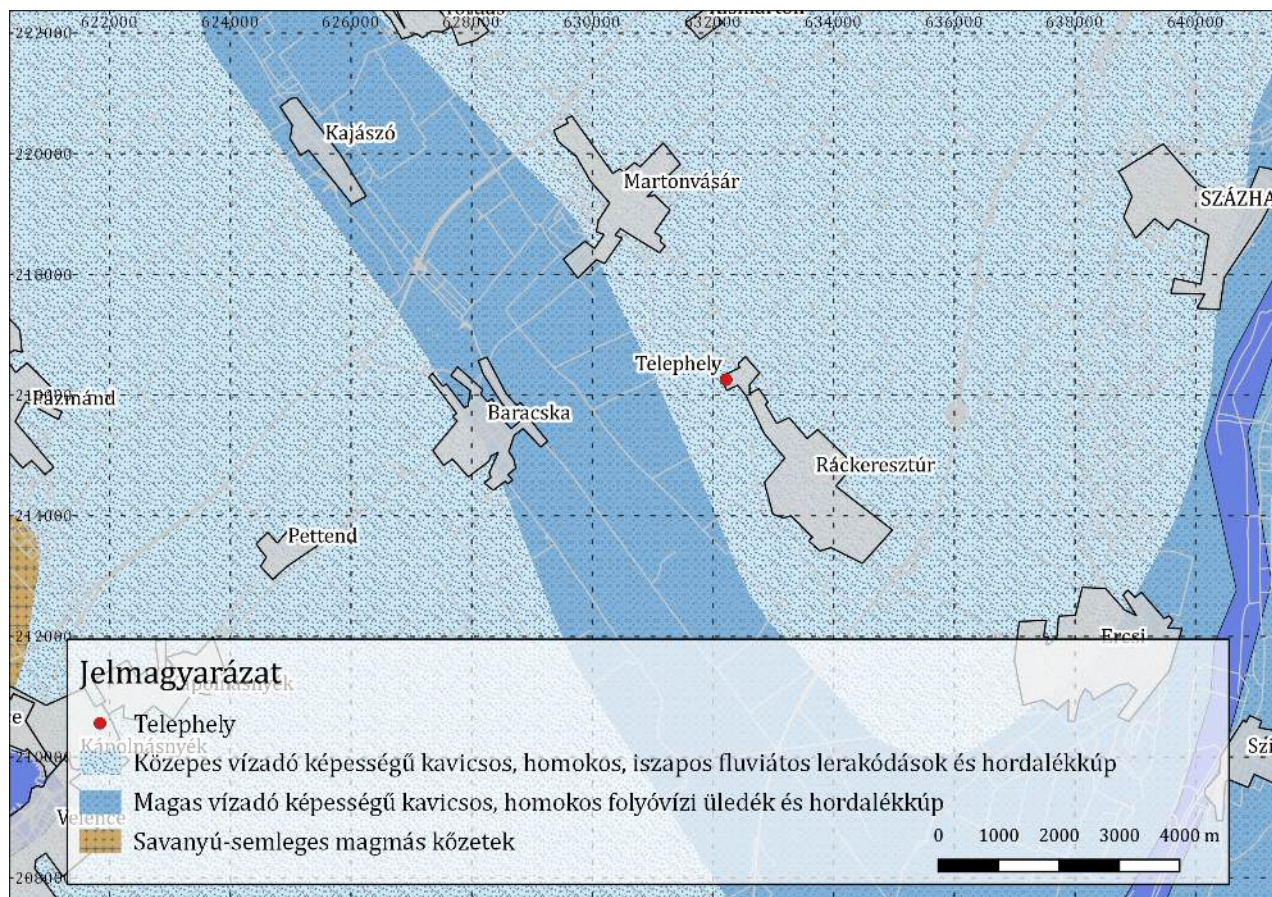 622000 624000 626000 628000 630000 632000 634000 636000 638000 640000
222000
Kajászó
220000
Martonvásár
SZÁZHA
218000
Telephely
216000
Pázmánd
Baracska
Ráckeresztúr
214000
Pettend
212000
Ercsi
Jelmagyarázat
Telephely
Kápolnásnyék
210000
Közepes vízadó képességű kavicsos, homokos, iszapos fluviátos lerakódások és hordalékkúp
Magas vízadó képességű kavicsos, homokos folyóvízi üledék és hordalékkúp
Velence
Savanyú-semleges magmás kőzetek
0 1000 2000 3000 4000 m
208000